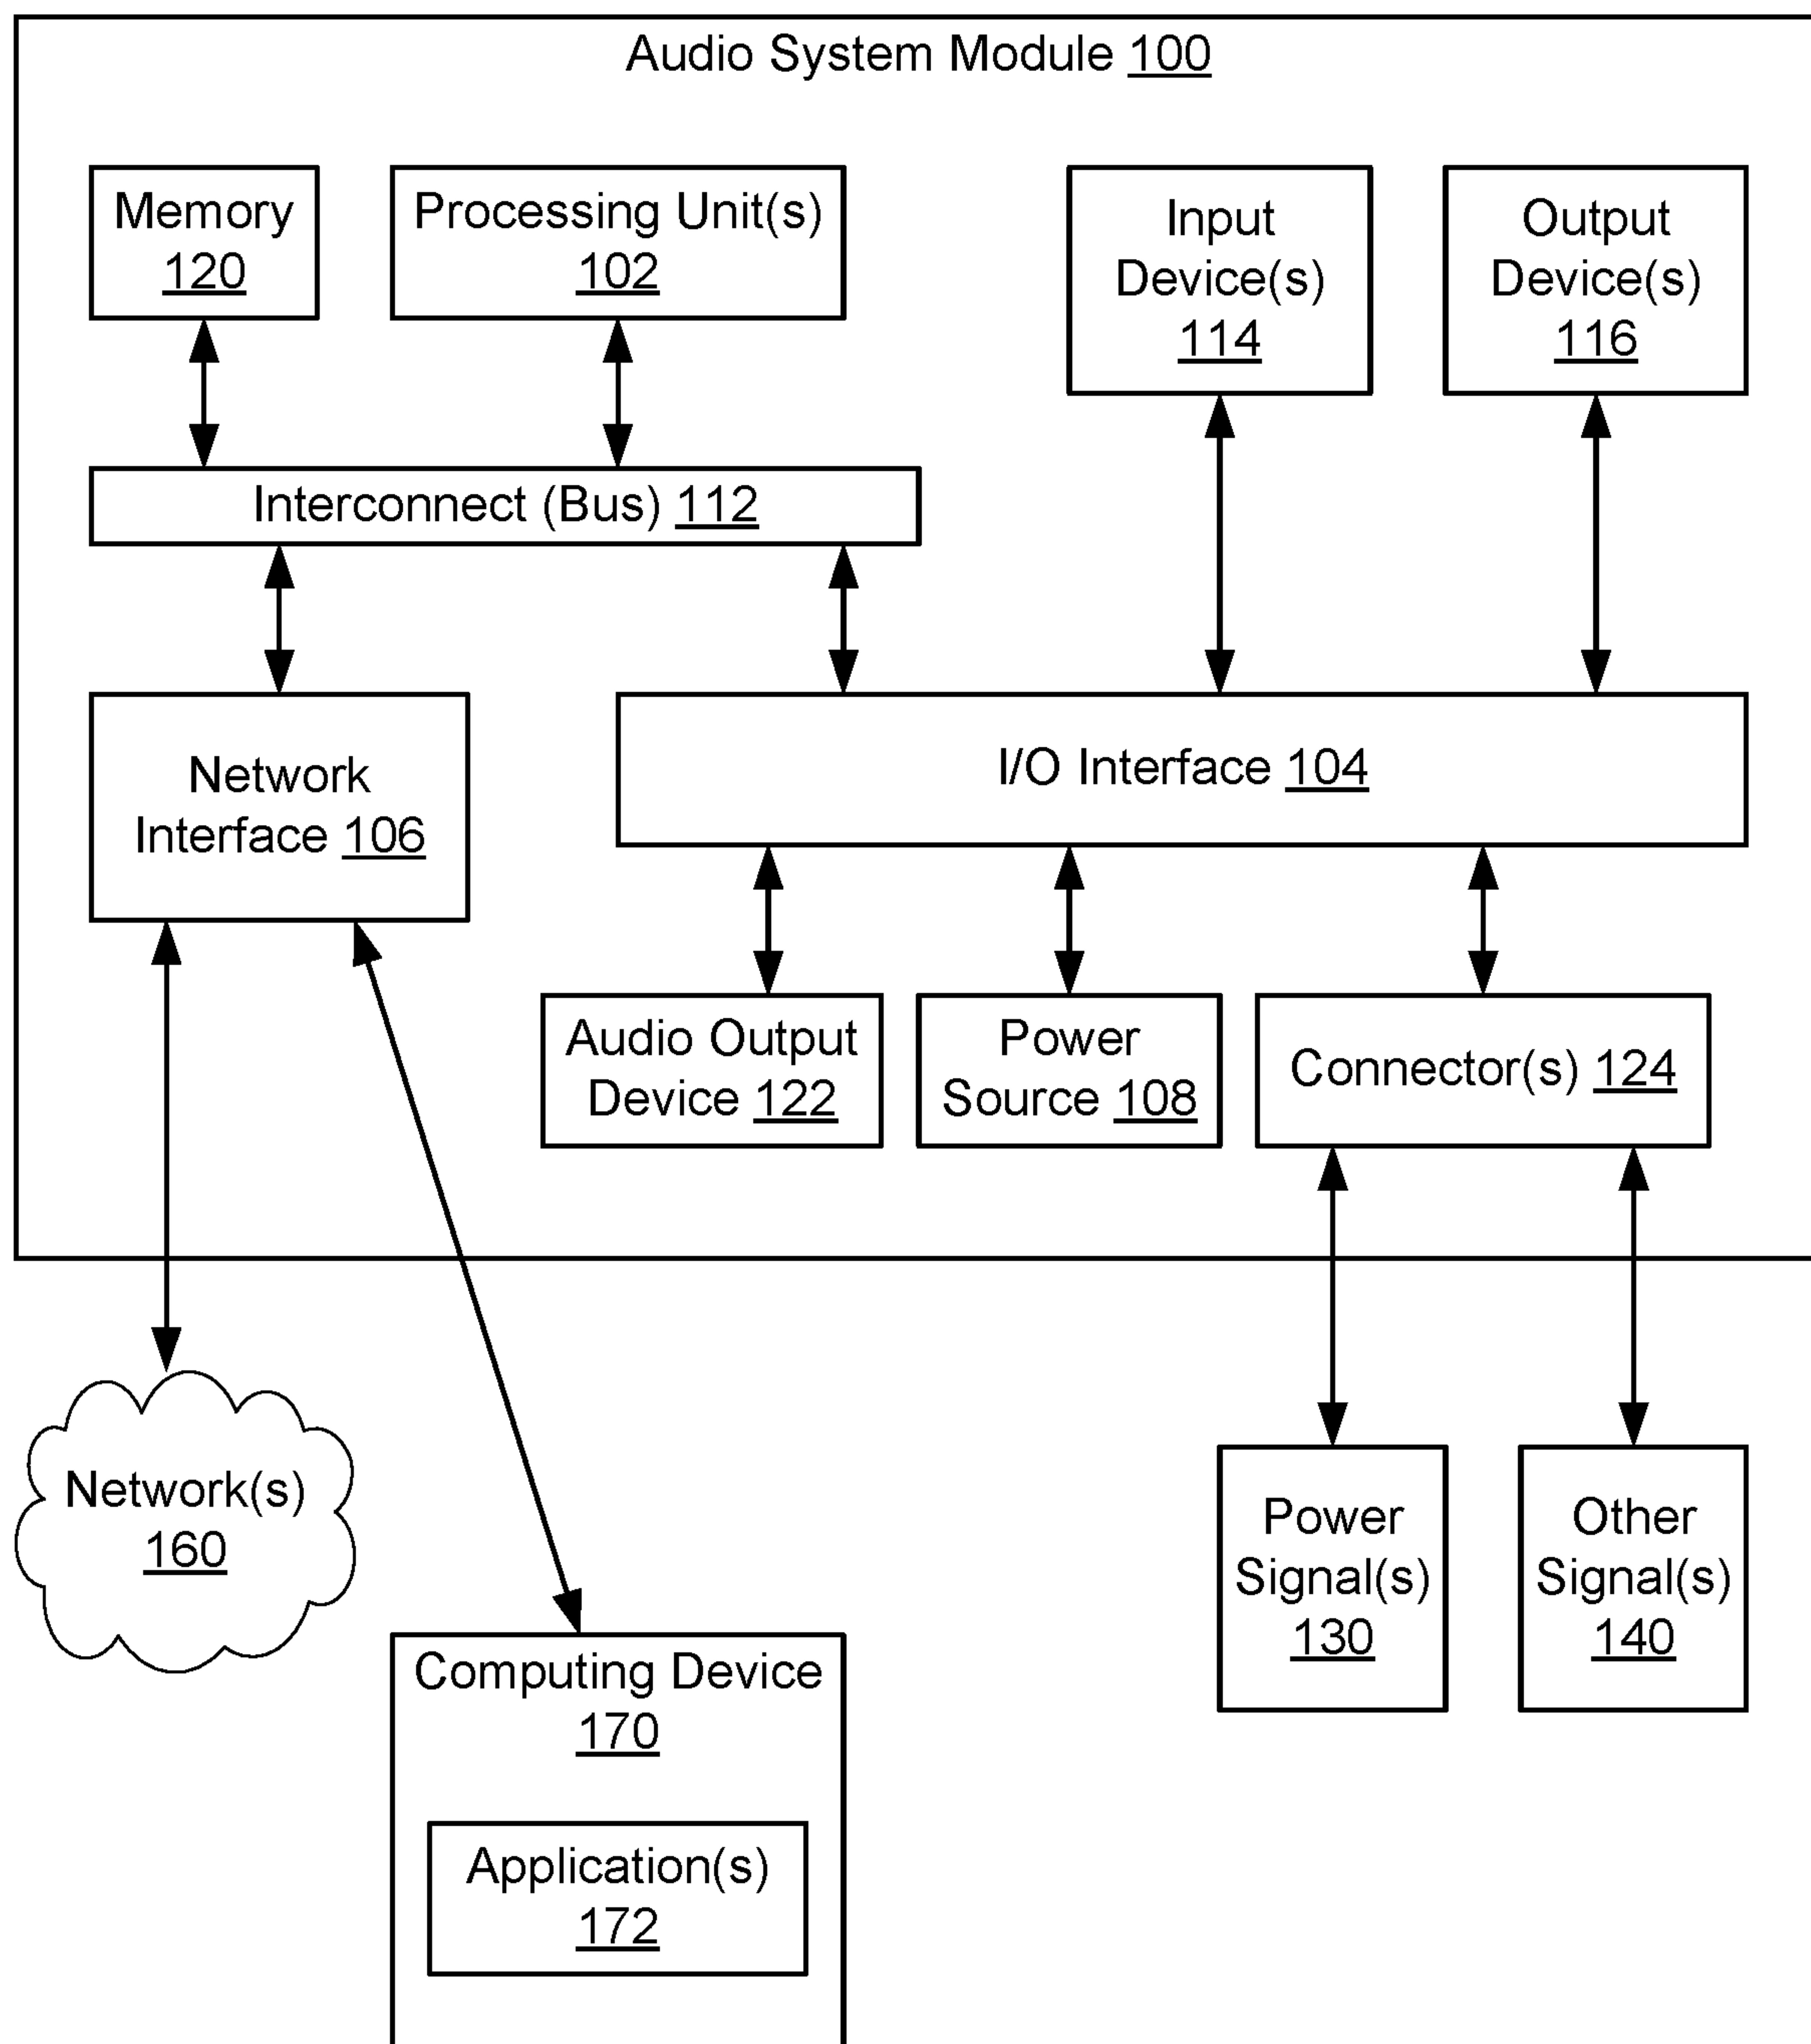 Audio System Module 100
Memory
120
Processing Unit(s)
102
Input
Device(s)
114
Output
Device(s)
116
Interconnect (Bus) 112
Network
Interface 106
I/O Interface 104
Audio Output
Device 122
Power
Source 108
Connector(s) 124
Network(s)
160
Power
Signal(s)
130
Other
Signal(s)
140
Computing Device
170
Application(s)
172